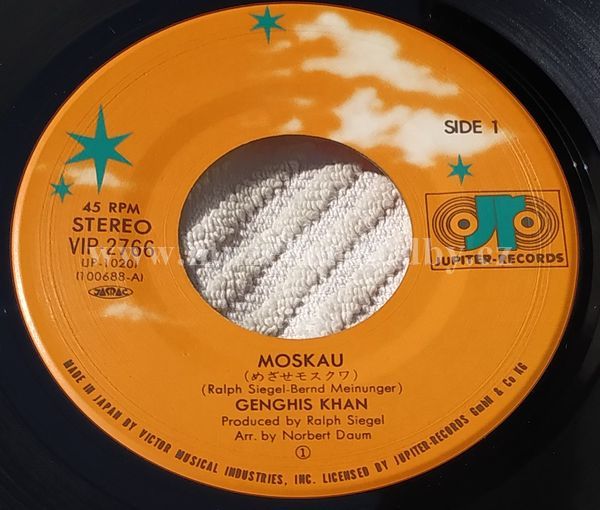 SIDE 1
45 RPM
STEREO
VIP-2766
(100688-A)
JASRAC
JUPITER-RECORDS
MOSKAU
(めざせモスクワ)
(Ralph Siegel-Bernd Meinunger)
GENGHIS KHAN
Produced by Ralph Siegel
Arr. by Norbert Daum
①
MADE IN JAPAN BY VICTOR MUSICAL INDUSTRIES, INC. LICENSED BY JUPITER-RECORDS GmbH & Co KG